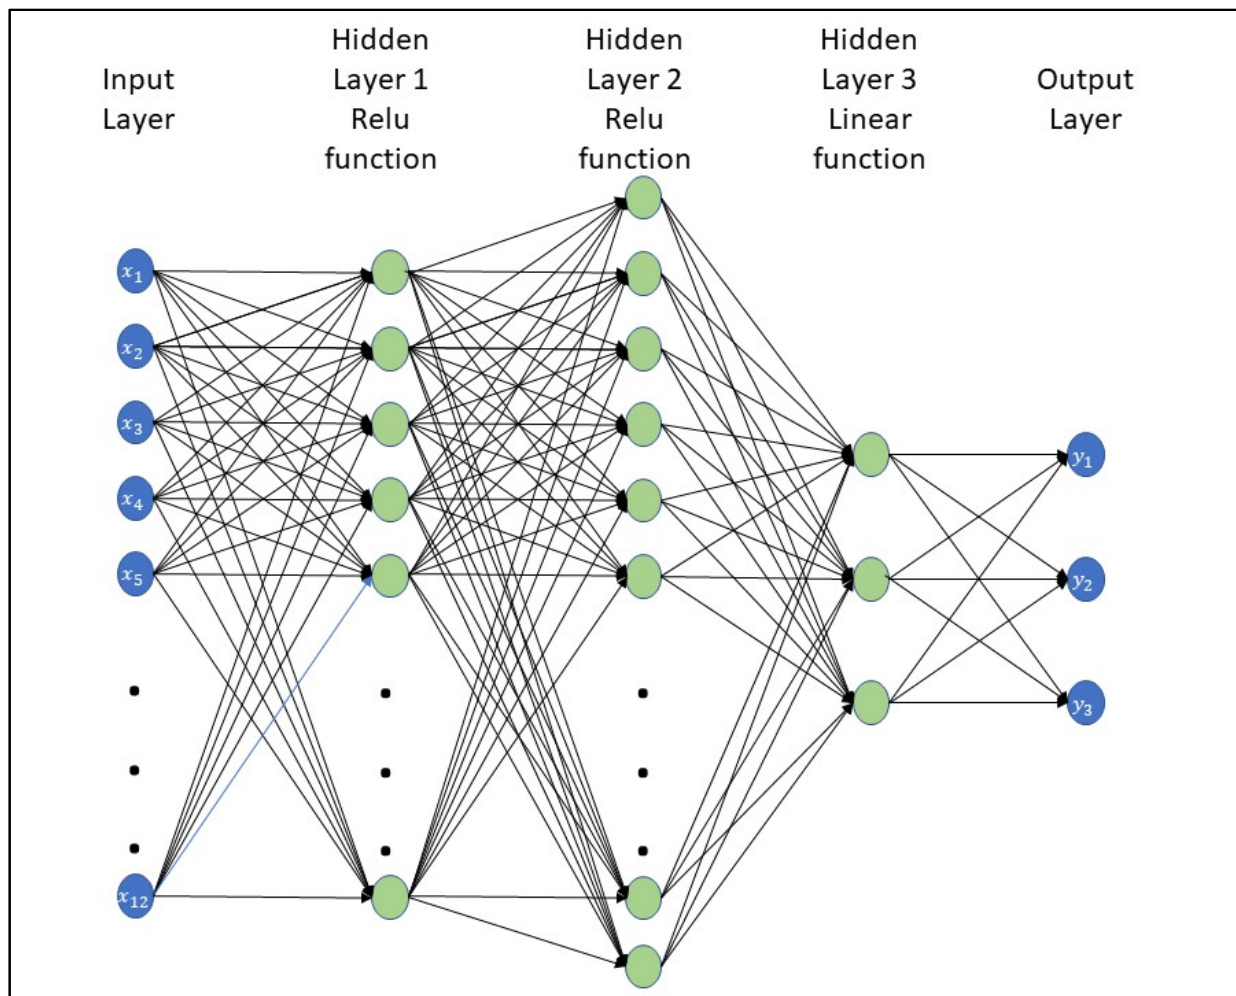 Input
Layer
Hidden
Layer 1
Relu
function
Hidden
Layer 2
Relu
function
Hidden
Layer 3
Linear
function
Output
Layer
x₁
x₂
x₃
x₄
x₅
x₁₂
y₁
y₂
y₃